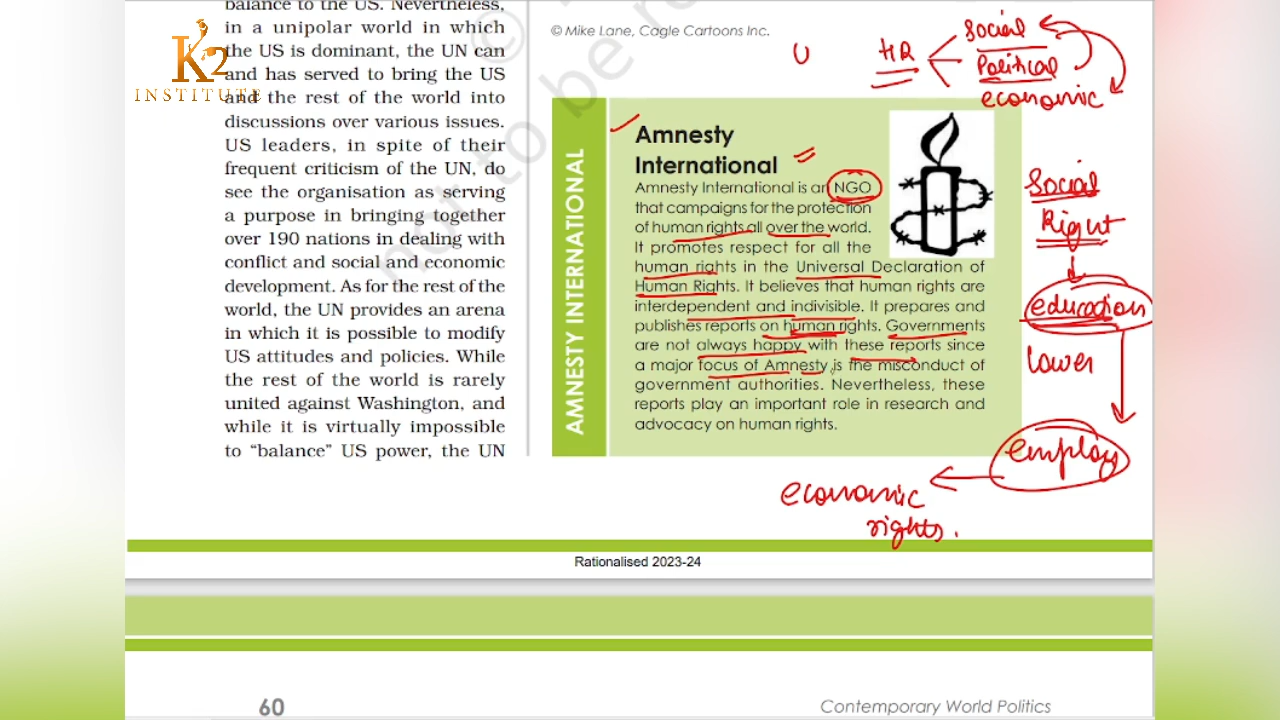 balance to the US. Nevertheless,
in a unipolar world in which
the US is dominant, the UN can
and has served to bring the US
and the rest of the world into
discussions over various issues.
US leaders, in spite of their
frequent criticism of the UN, do
see the organisation as serving
a purpose in bringing together
over 190 nations in dealing with
conflict and social and economic
development. As for the rest of the
world, the UN provides an arena
in which it is possible to modify
US attitudes and policies. While
the rest of the world is rarely
united against Washington, and
while it is virtually impossible
to “balance” US power, the UN
K2
INSTITUTE
© Mike Lane, Cagle Cartoons Inc.
U
HR
Social
Political
economic
not to be re
AMNESTY INTERNATIONAL
Amnesty
International
Amnesty International is an NGO
that campaigns for the protection
of human rights all over the world.
It promotes respect for all the
human rights in the Universal Declaration of
Human Rights. It believes that human rights are
interdependent and indivisible. It prepares and
publishes reports on human rights. Governments
are not always happy with these reports since
a major focus of Amnesty is the misconduct of
government authorities. Nevertheless, these
reports play an important role in research and
advocacy on human rights.
Social
Right
education
lower
employ
economic
rights.
Rationalised 2023-24
60
Contemporary World Politics